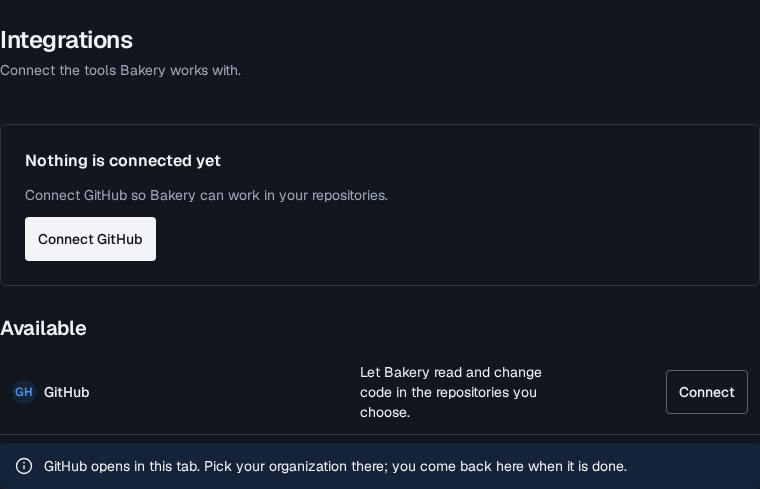 Integrations
Connect the tools Bakery works with.
Nothing is connected yet
Connect GitHub so Bakery can work in your repositories.
Connect GitHub
Available
GH GitHub
Let Bakery read and change
code in the repositories you
choose.
Connect
GitHub opens in this tab. Pick your organization there; you come back here when it is done.